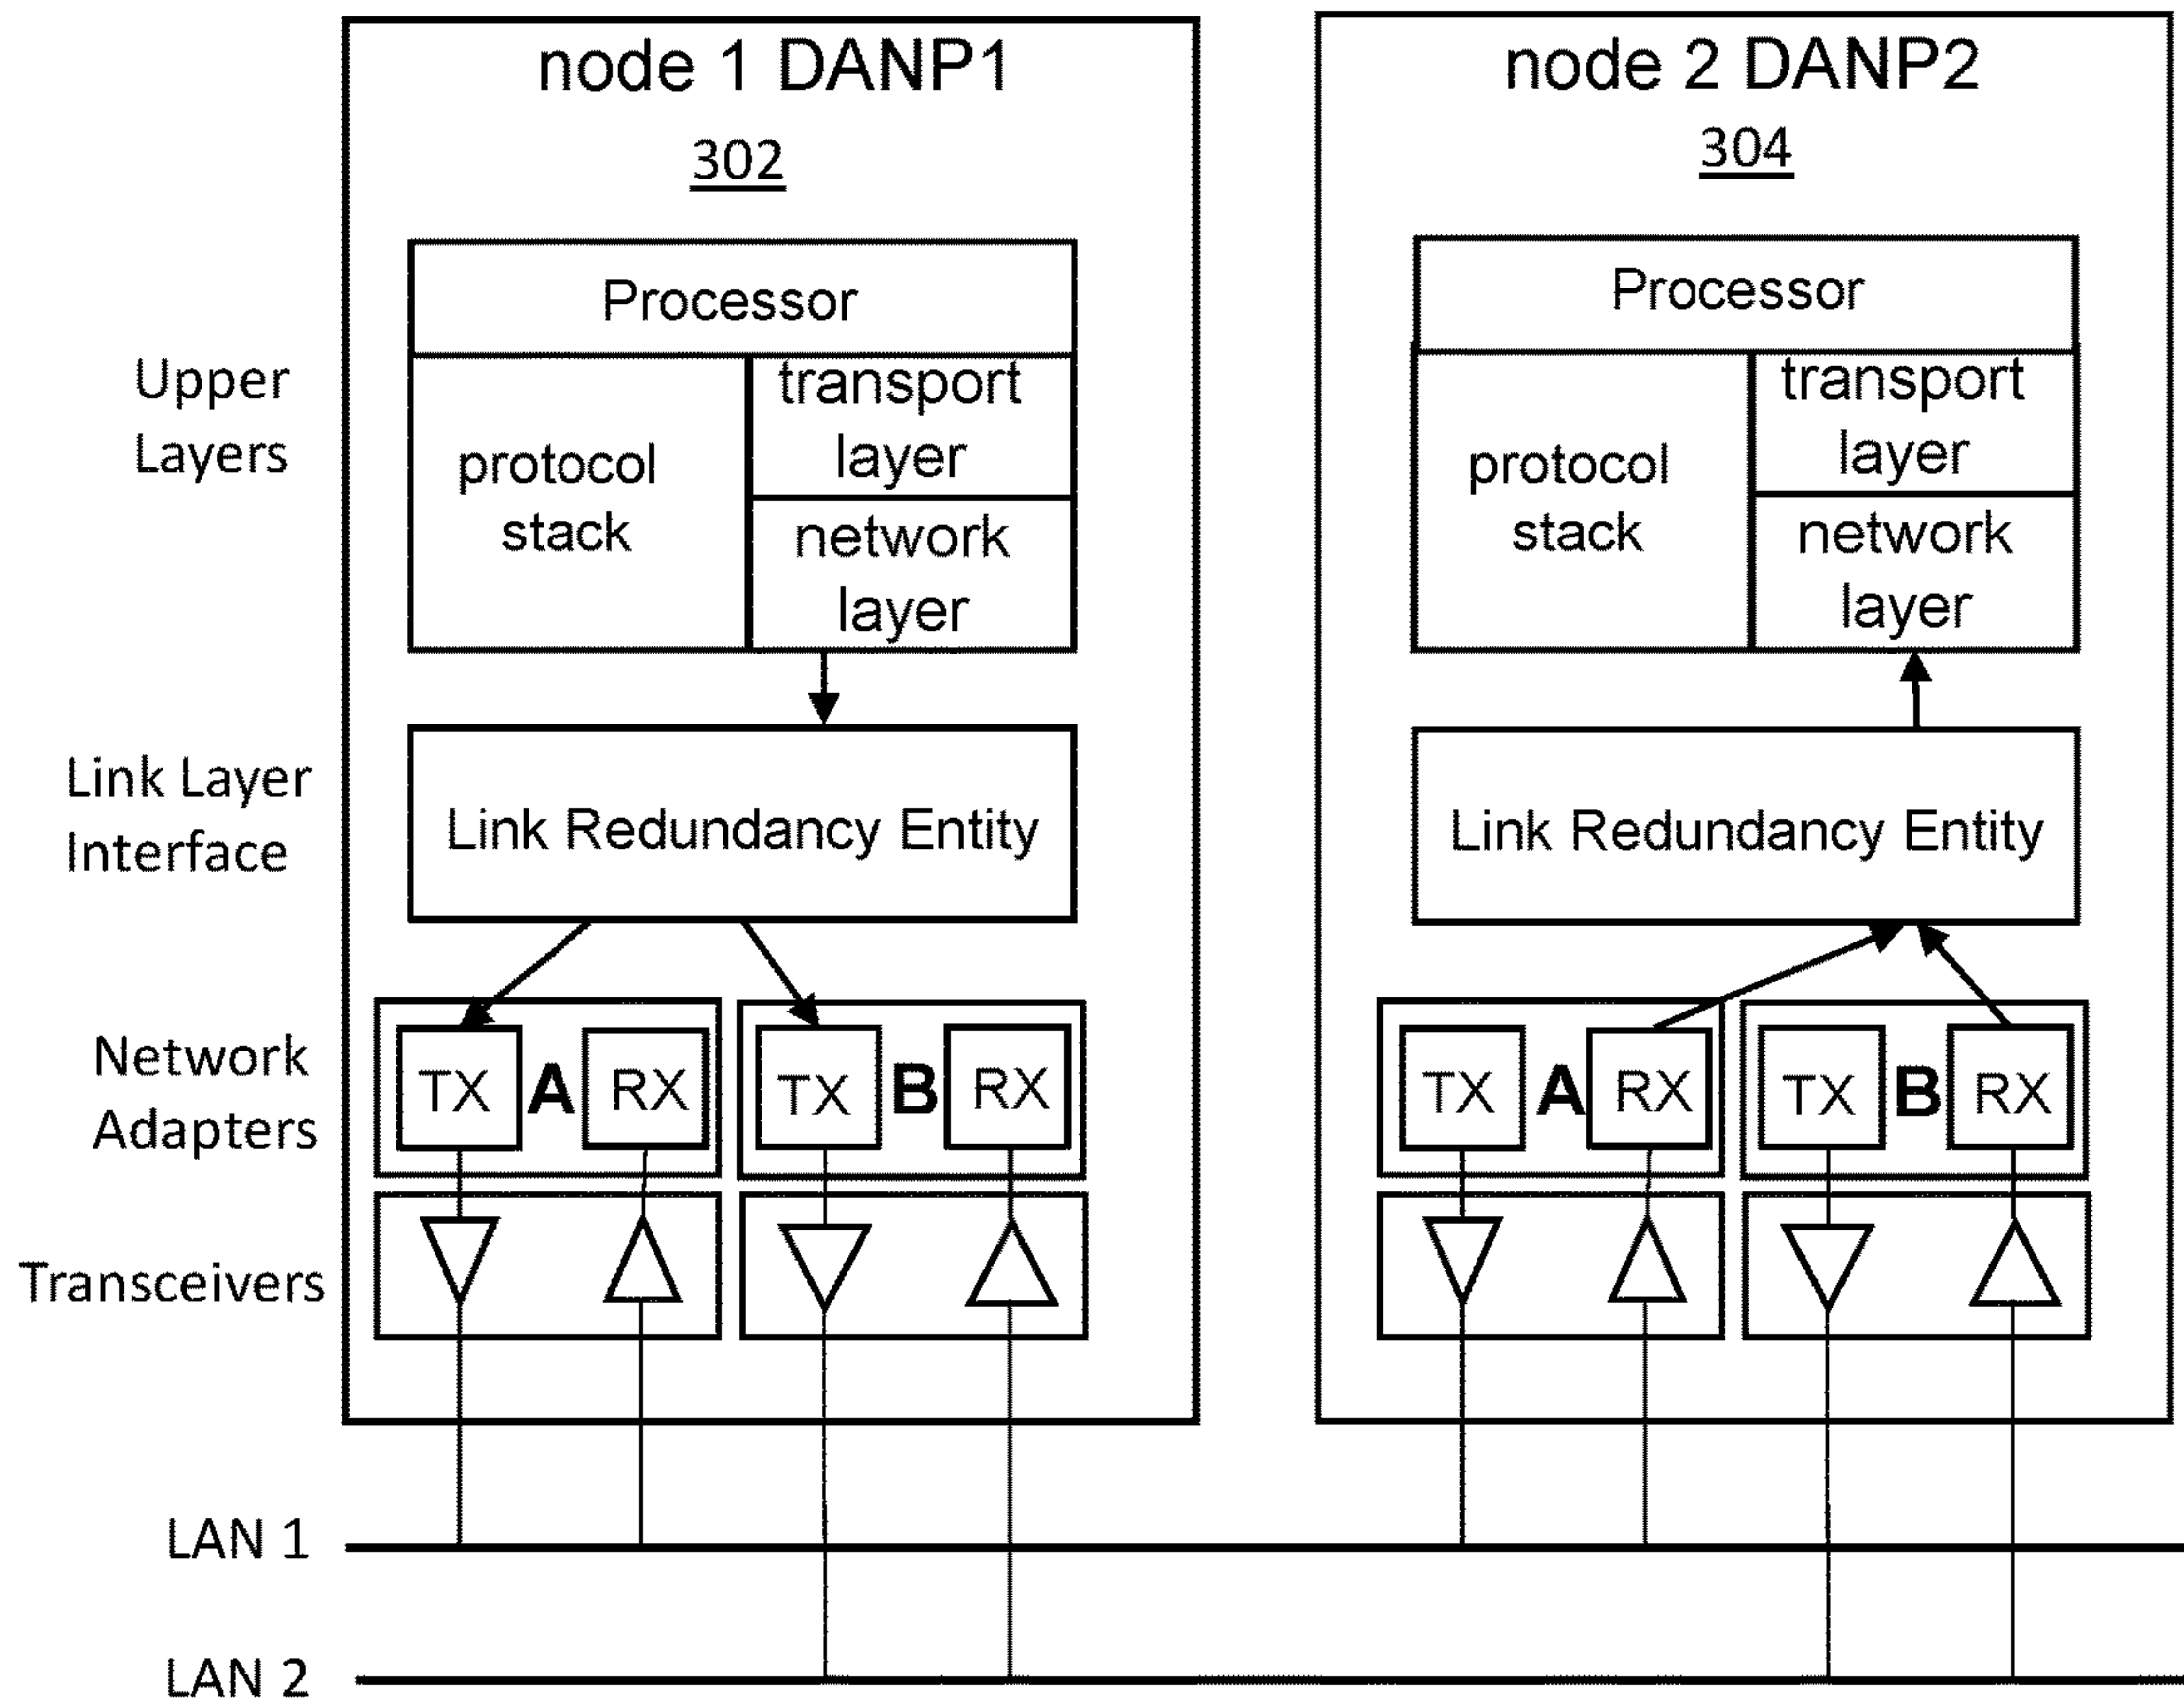 node 1 DANP1
302
Processor
protocol
stack
transport
layer
network
layer
Link Redundancy Entity
TX
A
RX
TX
B
RX
node 2 DANP2
304
Processor
protocol
stack
transport
layer
network
layer
Link Redundancy Entity
TX
A
RX
TX
B
RX
Upper
Layers
Link Layer
Interface
Network
Adapters
Transceivers
LAN 1
LAN 2